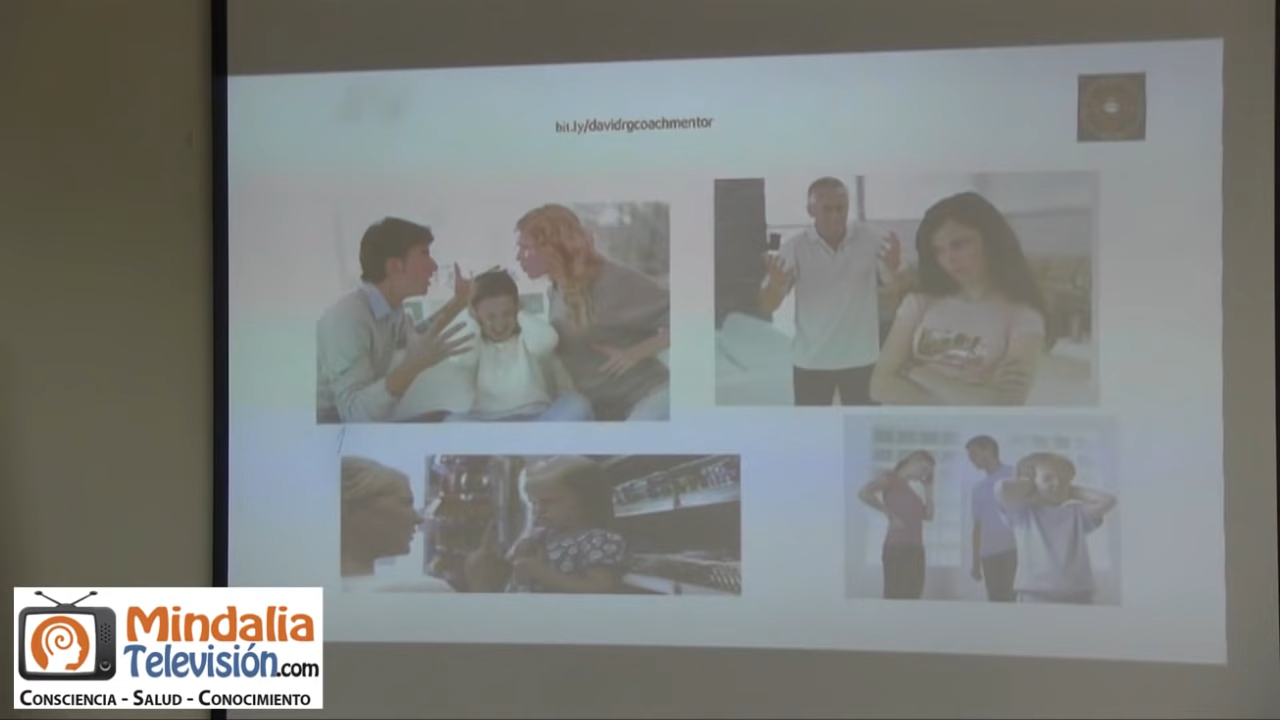 bit.ly/davidrgcoachmentor
Mindalia
Televisión.com
CONSCIENCIA - SALUD - CONOCIMIENTO